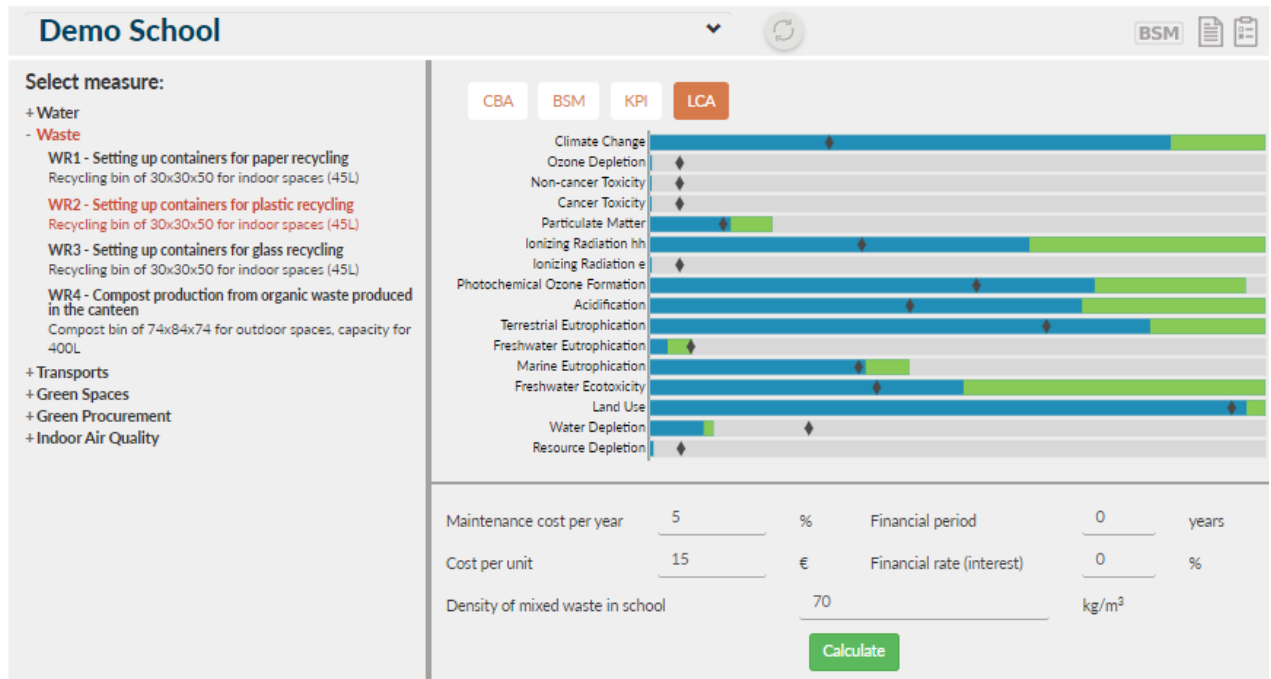 Demo School
BSM
Select measure:
+ Water
- Waste
WR1 - Setting up containers for paper recycling
Recycling bin of 30x30x50 for indoor spaces (45L)
WR2 - Setting up containers for plastic recycling
Recycling bin of 30x30x50 for indoor spaces (45L)
WR3 - Setting up containers for glass recycling
Recycling bin of 30x30x50 for indoor spaces (45L)
WR4 - Compost production from organic waste produced
in the canteen
Compost bin of 74x84x74 for outdoor spaces, capacity for
400L
+ Transports
+ Green Spaces
+ Green Procurement
+ Indoor Air Quality
CBA BSM KPI LCA
Climate Change
Ozone Depletion
Non-cancer Toxicity
Cancer Toxicity
Particulate Matter
Ionizing Radiation hh
Ionizing Radiation e
Photochemical Ozone Formation
Acidification
Terrestrial Eutrophication
Freshwater Eutrophication
Marine Eutrophication
Freshwater Ecotoxicity
Land Use
Water Depletion
Resource Depletion
Maintenance cost per year 5 % Financial period 0 years
Cost per unit 15 € Financial rate (interest) 0 %
Density of mixed waste in school 70 kg/m³
Calculate